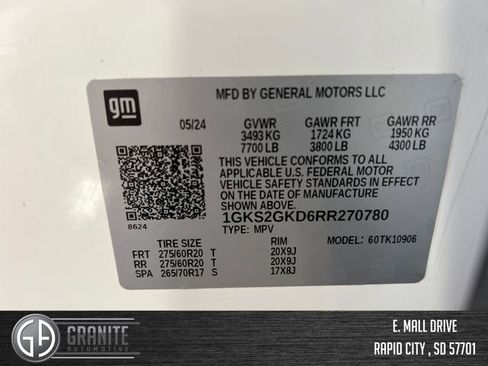 gm
MFD BY GENERAL MOTORS LLC
05/24 GVWR GAWR FRT GAWR RR
3493 KG 1724 KG 1950 KG
7700 LB 3800 LB 4300 LB
THIS VEHICLE CONFORMS TO ALL
APPLICABLE U.S. FEDERAL MOTOR
VEHICLE SAFETY STANDARDS IN EFFECT
ON THE DATE OF MANUFACTURE
SHOWN ABOVE.
1GKS2GKD6RR270780
8624
TYPE: MPV MODEL: 60TK10906
TIRE SIZE RIM
FRT 275/60R20 T 20X9J
RR 275/60R20 T 20X9J
SPA 265/70R17 S 17X8J
GA GRANITE
AUTOMOTIVE
E. MALL DRIVE
RAPID CITY , SD 57701